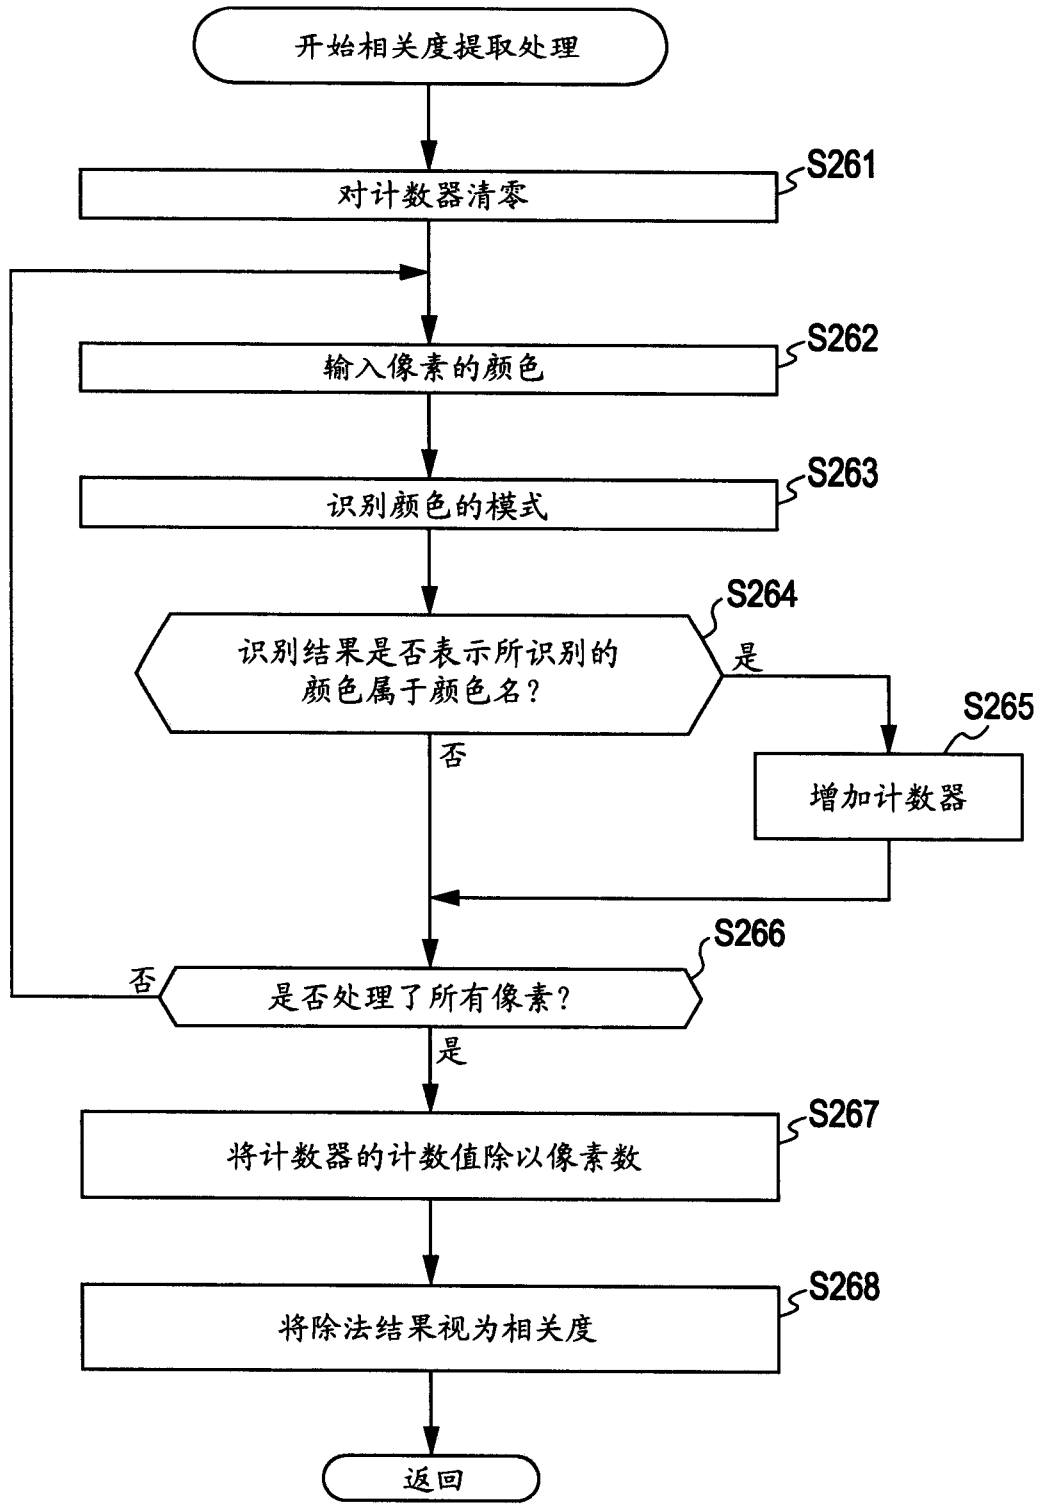 开始相关度提取处理
S261
对计数器清零
S262
输入像素的颜色
S263
识别颜色的模式
S264
识别结果是否表示所识别的
颜色属于颜色名?
是
否
S265
增加计数器
S266
是否处理了所有像素?
否
是
S267
将计数器的计数值除以像素数
S268
将除法结果视为相关度
返回